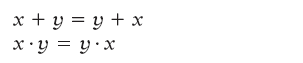 x + y = y + x
x · y = y · x